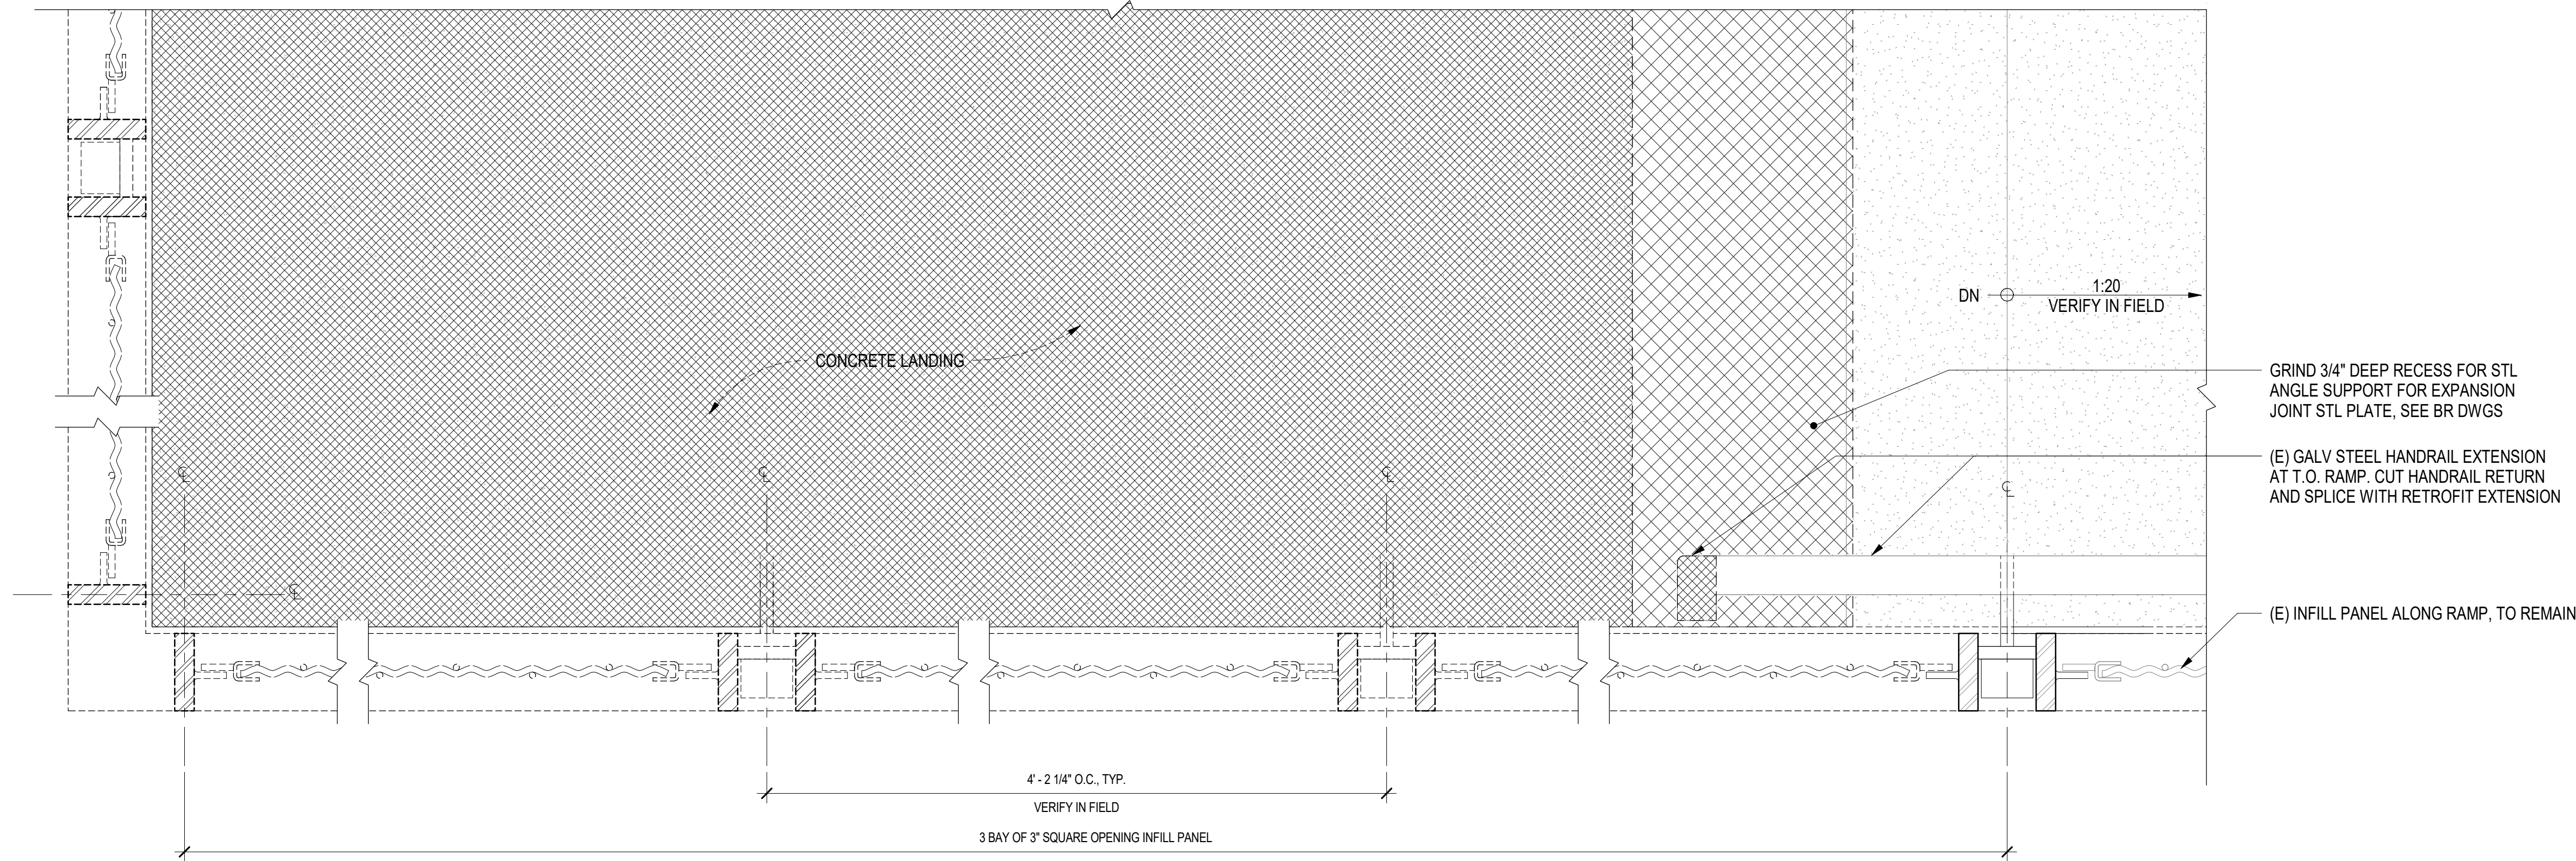 DN
1:20
VERIFY IN FIELD
CONCRETE LANDING
GRIND 3/4" DEEP RECESS FOR STL
ANGLE SUPPORT FOR EXPANSION
JOINT STL PLATE, SEE BR DWGS
(E) GALV STEEL HANDRAIL EXTENSION
AT T.O. RAMP. CUT HANDRAIL RETURN
AND SPLICE WITH RETROFIT EXTENSION
℄
℄
℄
℄
℄
(E) INFILL PANEL ALONG RAMP, TO REMAIN
4' - 2 1/4" O.C., TYP.
VERIFY IN FIELD
3 BAY OF 3" SQUARE OPENING INFILL PANEL